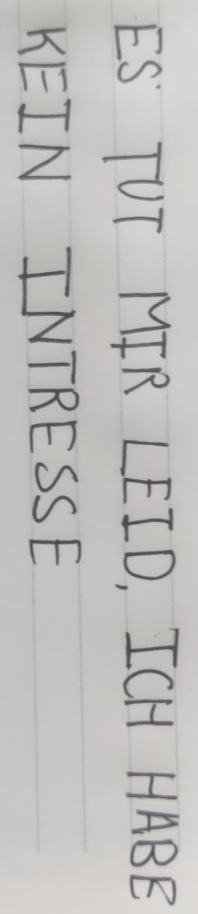 ES TUT MIR LEID, ICH HABE
KEIN INTRESSE